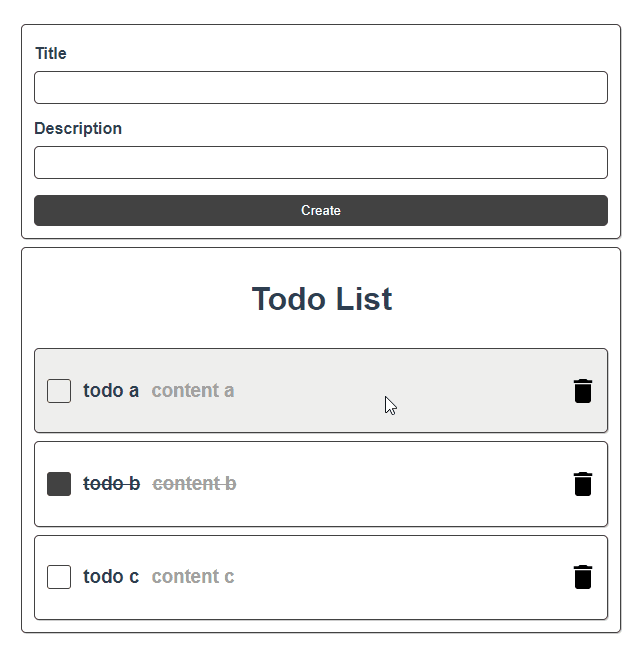 Title
Description
Create
Todo List
todo a content a
todo b content b
todo c content c